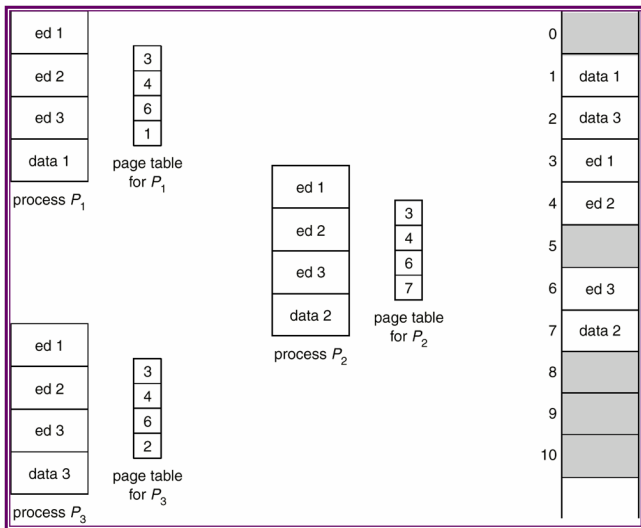 ed 1
ed 2
ed 3
data 1
process P1
3
4
6
1
page table
for P1
ed 1
ed 2
ed 3
data 2
process P2
3
4
6
7
page table
for P2
ed 1
ed 2
ed 3
data 3
process P3
3
4
6
2
page table
for P3
0
1 data 1
2 data 3
3 ed 1
4 ed 2
5
6 ed 3
7 data 2
8
9
10